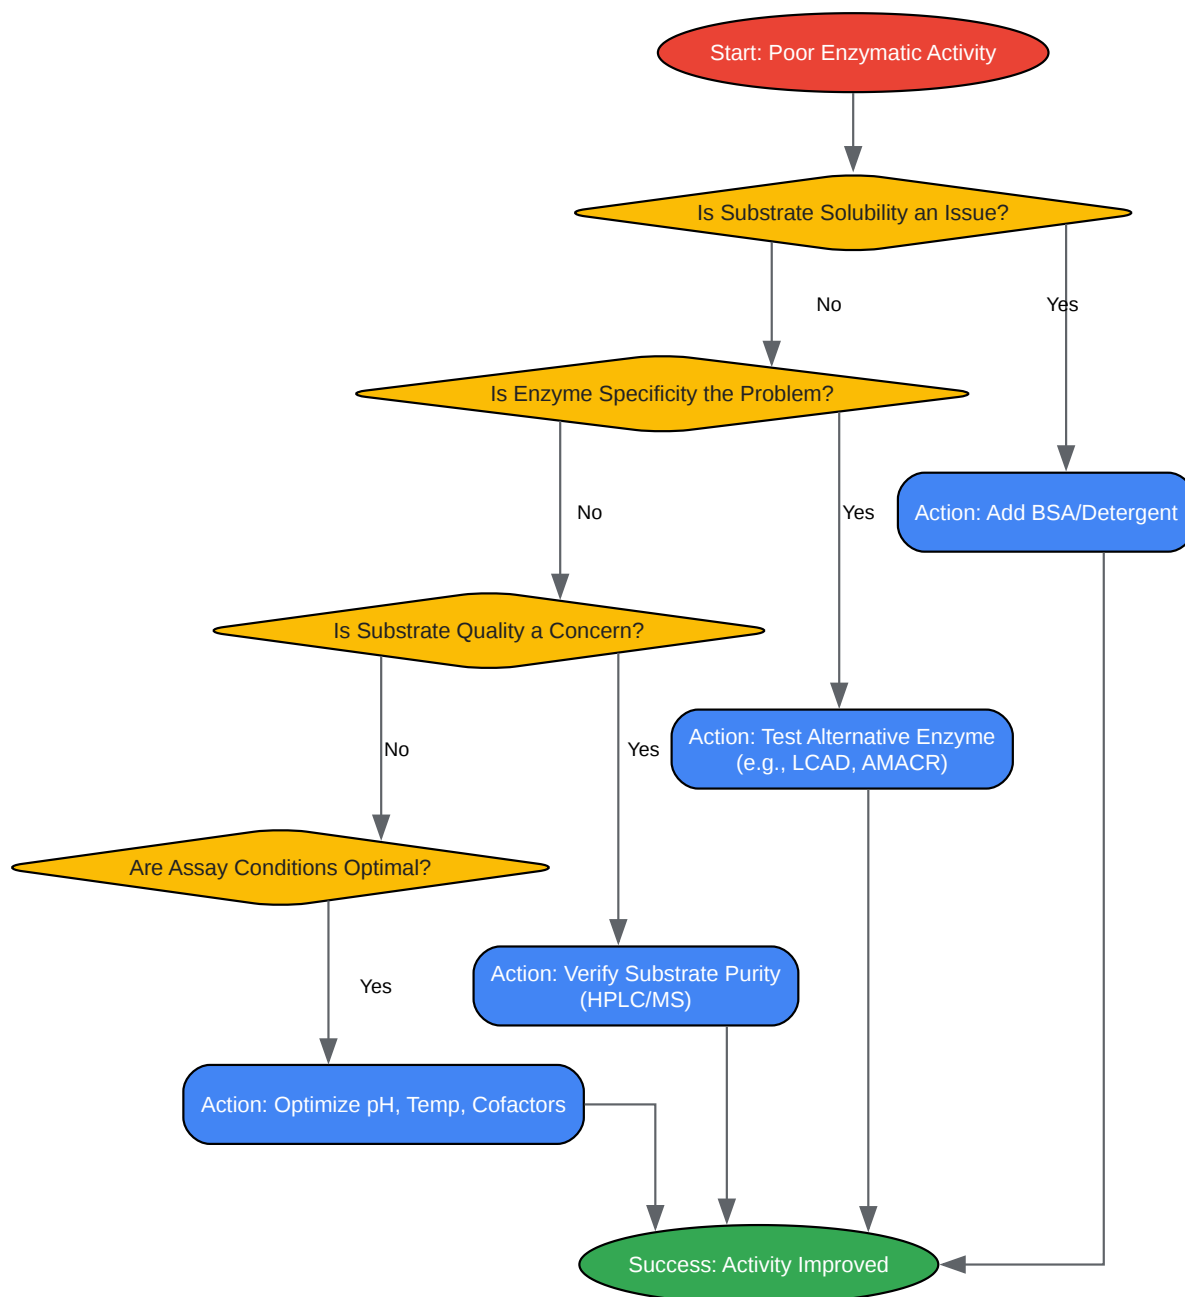 Start: Poor Enzymatic Activity
Is Substrate Solubility an Issue?
No
Yes
Is Enzyme Specificity the Problem?
No
Yes
Action: Add BSA/Detergent
Is Substrate Quality a Concern?
No
Yes
Action: Test Alternative Enzyme
(e.g., LCAD, AMACR)
Are Assay Conditions Optimal?
Yes
Action: Verify Substrate Purity
(HPLC/MS)
Action: Optimize pH, Temp, Cofactors
Success: Activity Improved